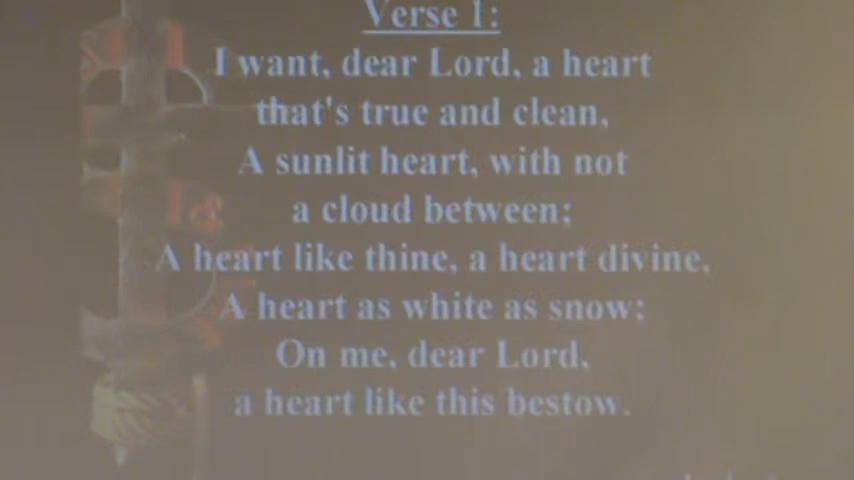 Verse 1:
I want, dear Lord, a heart
that's true and clean,
A sunlit heart, with not
a cloud between;
A heart like thine, a heart divine,
A heart as white as snow;
On me, dear Lord,
a heart like this bestow.